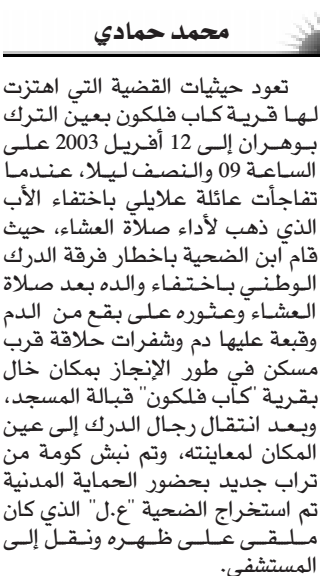 محمد حمادي
تعود حيثيات القضية التي اهتزت
لها قرية كاب فلكون بعين الترك
بوهران إلى 12 أفريل 2003 على
الساعة 09 والنصف ليلا، عندما
تفاجأت عائلة علايلي باختفاء الأب
الذي ذهب لأداء صلاة العشاء، حيث
قام ابن الضحية باخطار فرقة الدرك
الوطني باختفاء والده بعد صلاة
العشاء وعثوره على بقع من الدم
وقبعة عليها دم وشفرات حلاقة قرب
مسكن في طور الإنجاز بمكان خال
بقرية "كاب فلكون" قبالة المسجد،
وبعد انتقال رجال الدرك إلى عين
المكان لمعاينته، وتم نبش كومة من
تراب جديد بحضور الحماية المدنية
تم استخراج الضحية "ع.ل" الذي كان
ملقى على ظهره ونقل إلى
المستشفى.